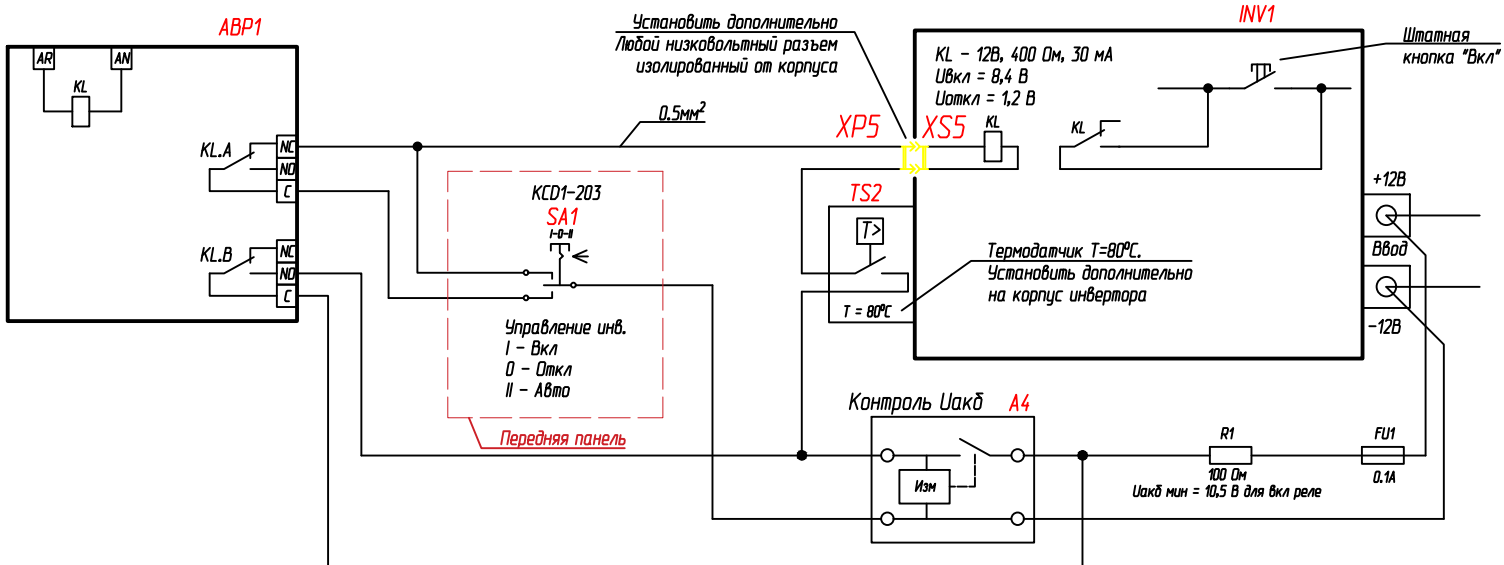 АВР1
AR
AN
KL
KL.A
NC
NO
C
KL.B
NC
NO
C
0.5мм²
KCD1-203
SA1
I-0-II
Управление инв.
I - Вкл
0 - Откл
II - Авто
Передняя панель
Установить дополнительно
Любой низковольтный разъем
изолированный от корпуса
XP5
XS5
INV1
KL - 12В, 400 Ом, 30 мА
Uвкл = 8,4 В
Uоткл = 1,2 В
KL
KL
Штатная
кнопка "Вкл"
TS2
T>
T = 80°C
Термодатчик T=80°C.
Установить дополнительно
на корпус инвертора
+12В
Ввод
-12В
Контроль Uакб
A4
Изм
R1
100 Ом
Uакб мин = 10,5 В для вкл реле
FU1
0.1А